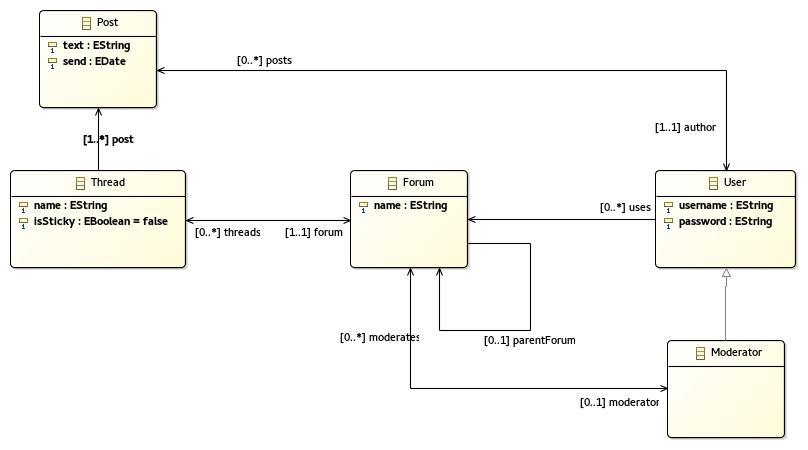 Post
text : EString
send : EDate
[0..*] posts
[1..1] author
[1..*] post
Thread
name : EString
isSticky : EBoolean = false
Forum
name : EString
User
username : EString
password : EString
[0..*] uses
[0..*] threads
[1..1] forum
[0..*] moderates
[0..1] parentForum
Moderator
[0..1] moderator